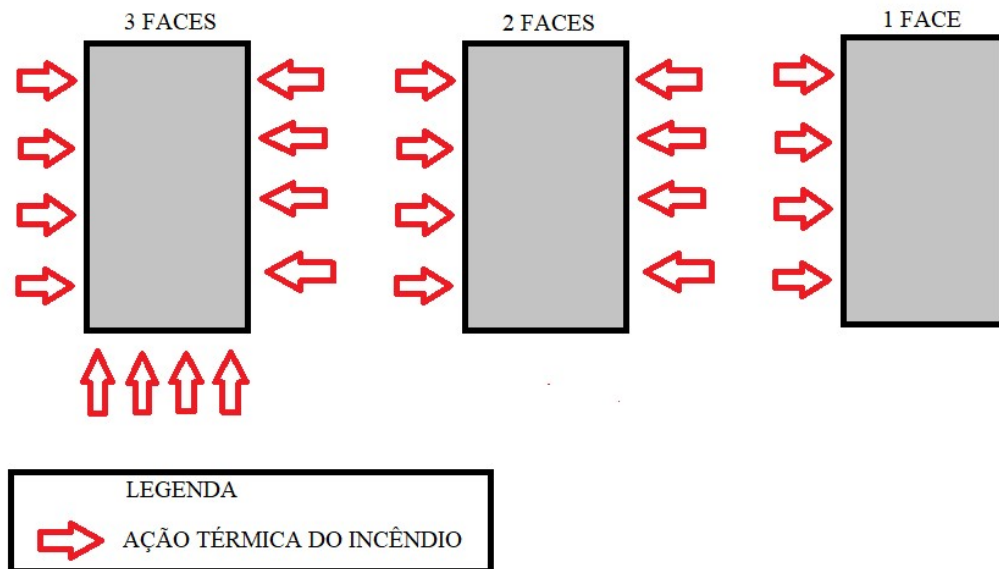 3 FACES
2 FACES
1 FACE
LEGENDA
AÇÃO TÉRMICA DO INCÊNDIO